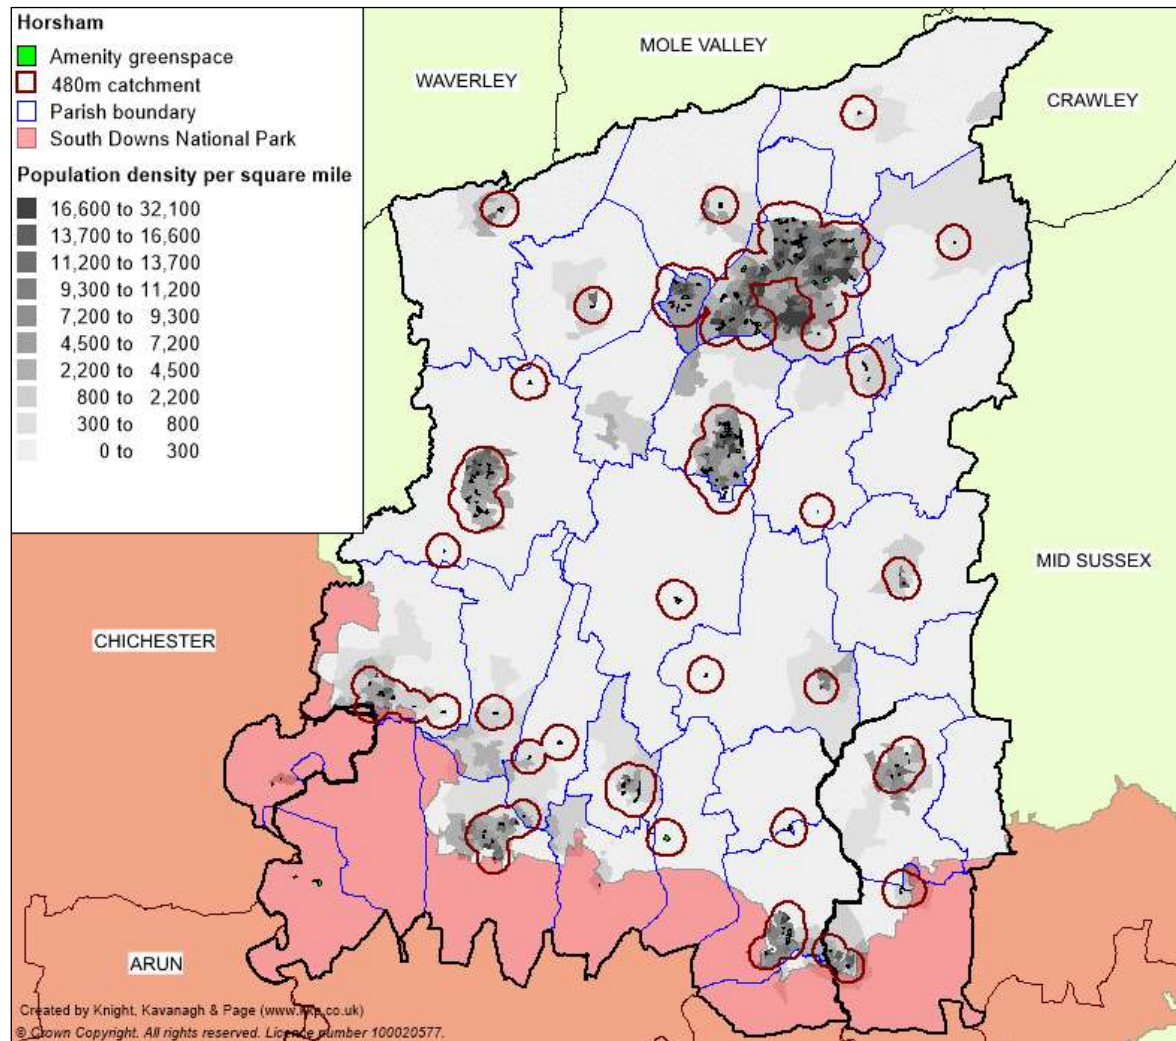 Horsham
Amenity greenspace
480m catchment
Parish boundary
South Downs National Park
Population density per square mile
16,600 to 32,100
13,700 to 16,600
11,200 to 13,700
9,300 to 11,200
7,200 to 9,300
4,500 to 7,200
2,200 to 4,500
800 to 2,200
300 to 800
0 to 300
MOLE VALLEY
WAVERLEY
CRAWLEY
MID SUSSEX
CHICHESTER
ARUN
Created by Knight, Kavanagh & Page (www.kkp.co.uk)
© Crown Copyright. All rights reserved. Licence number 100020577.